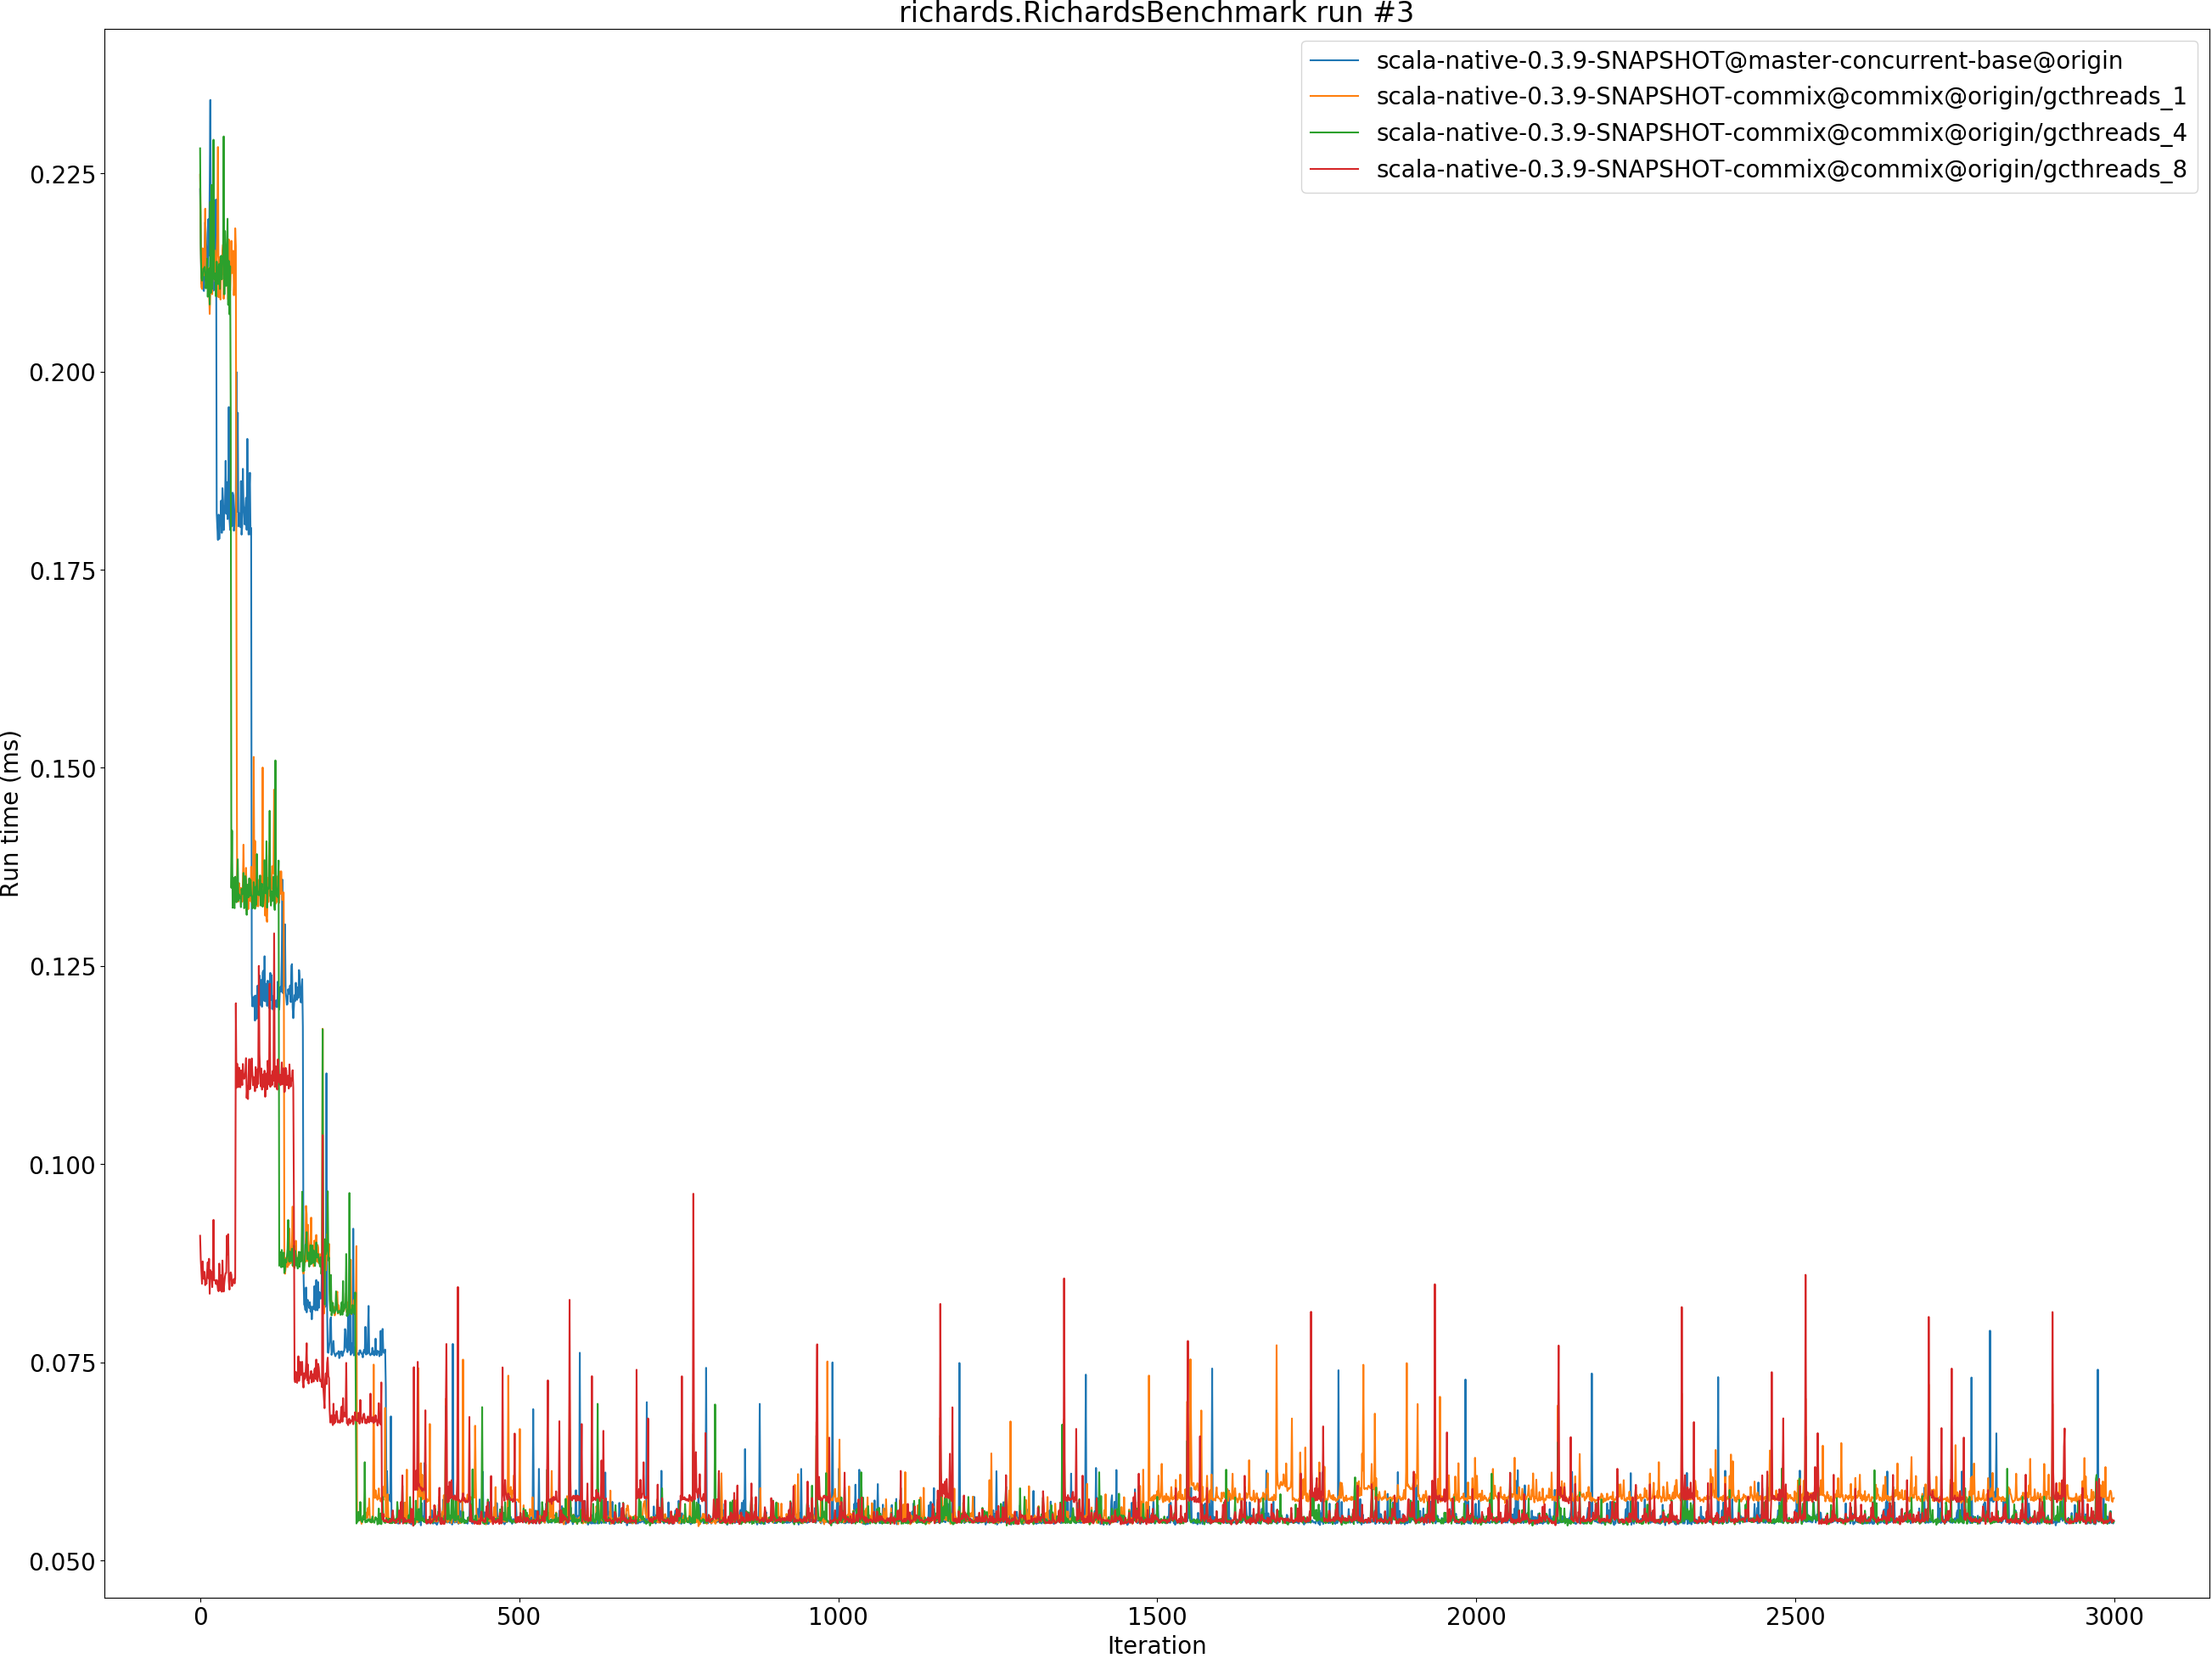 richards.RichardsBenchmark run #3
scala-native-0.3.9-SNAPSHOT@master-concurrent-base@origin
scala-native-0.3.9-SNAPSHOT-commix@commix@origin/gcthreads_1
scala-native-0.3.9-SNAPSHOT-commix@commix@origin/gcthreads_4
scala-native-0.3.9-SNAPSHOT-commix@commix@origin/gcthreads_8
Run time (ms)
0.225
0.200
0.175
0.150
0.125
0.100
0.075
0.050
0 500 1000 1500 2000 2500 3000
Iteration